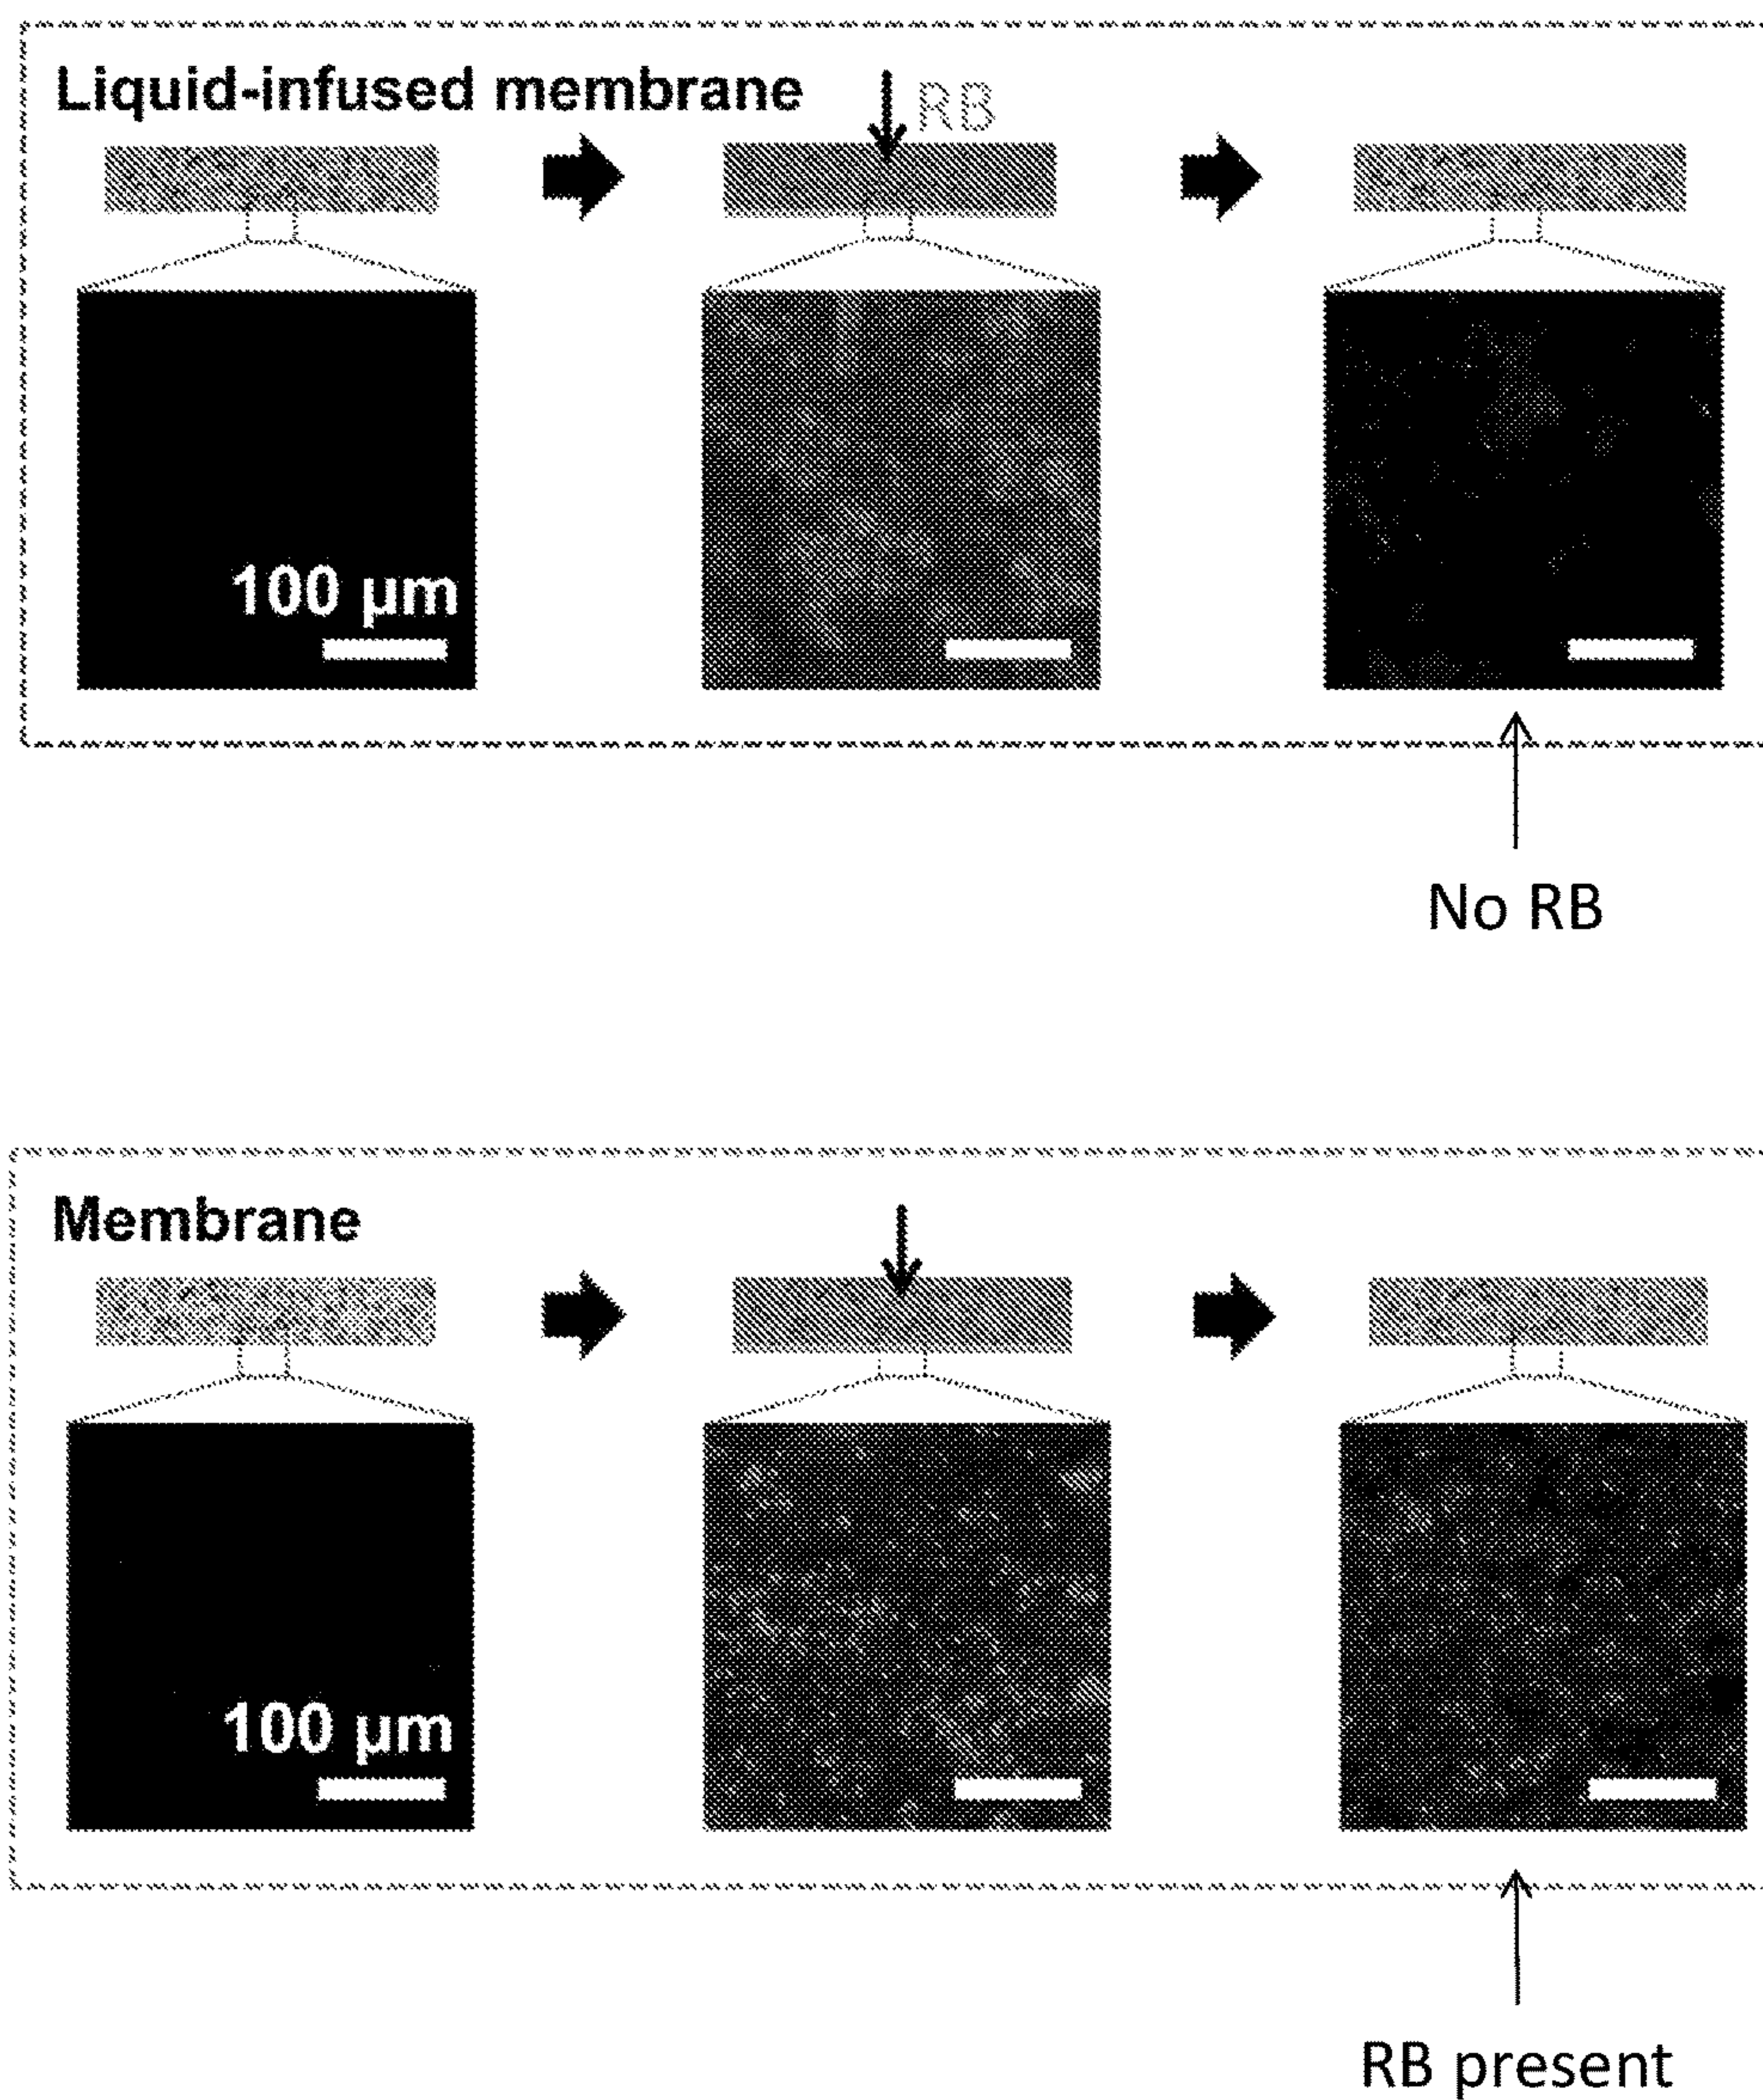 Liquid-infused membrane
RB
100 μm
No RB
Membrane
100 μm
RB present